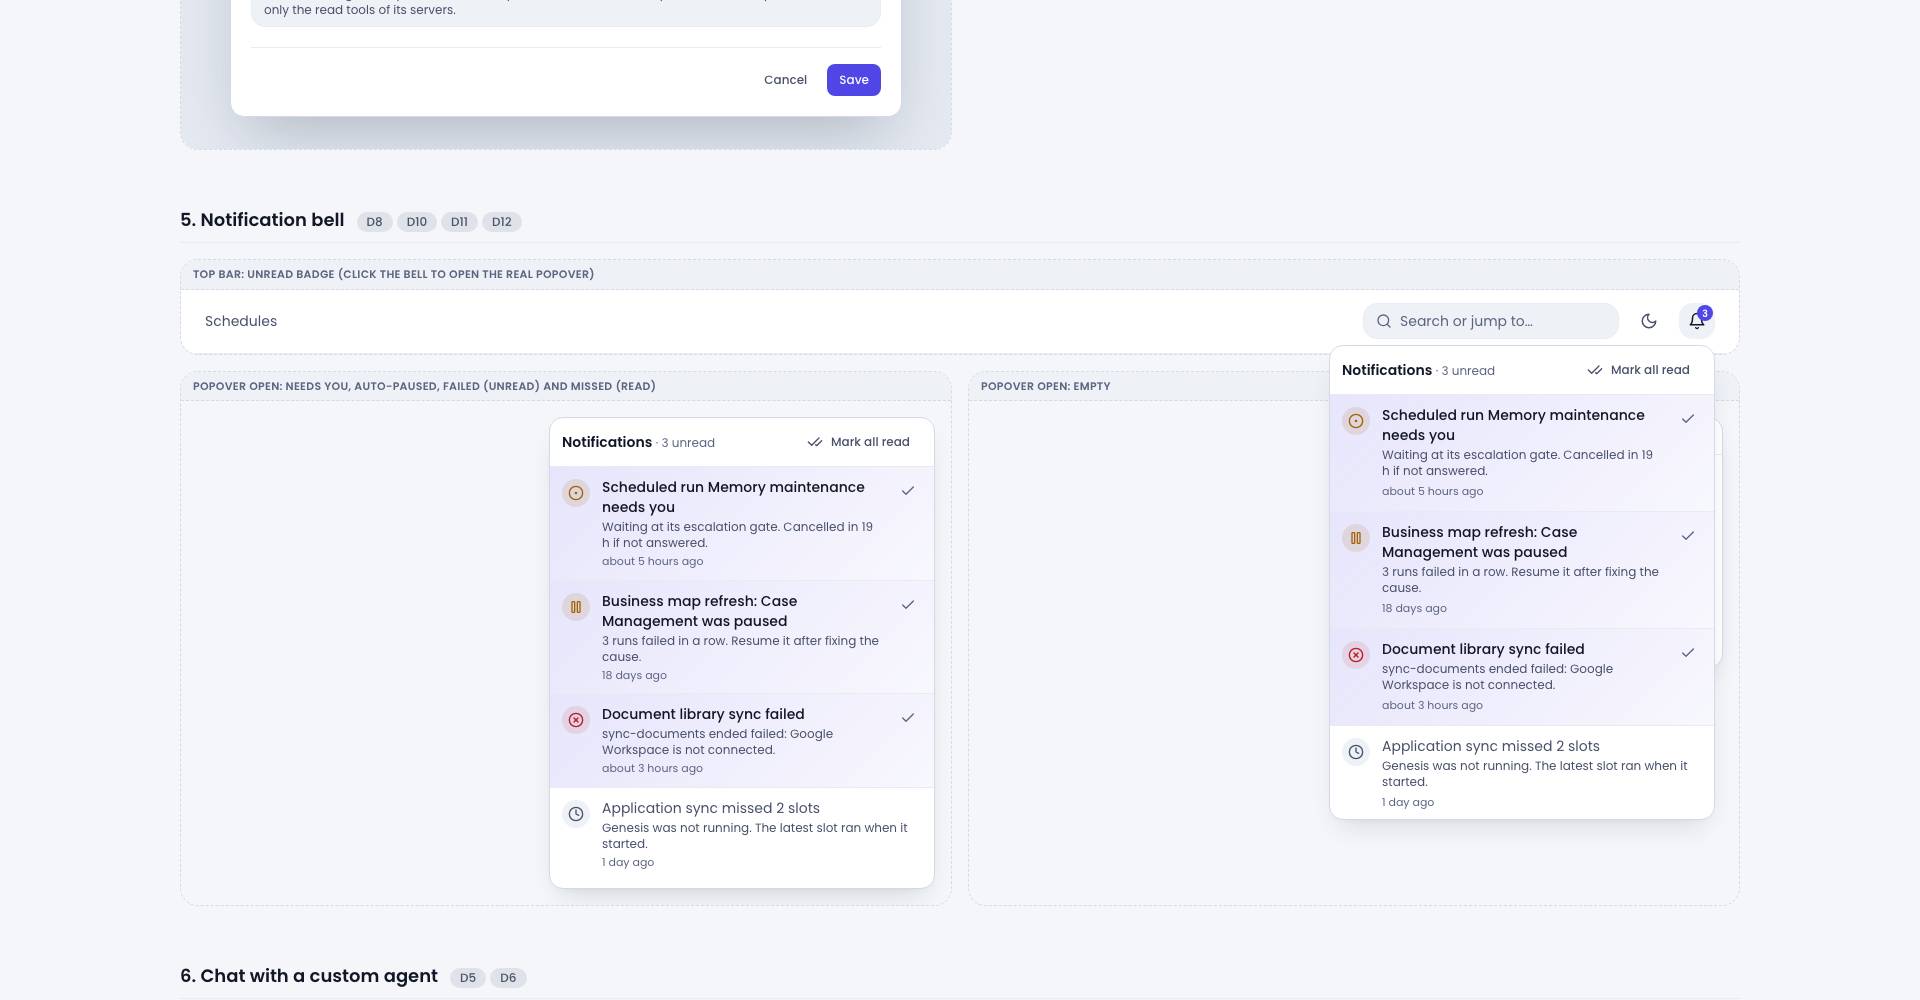 only the read tools of its servers.
Cancel
Save
5. Notification bell D8 D10 D11 D12
TOP BAR: UNREAD BADGE (CLICK THE BELL TO OPEN THE REAL POPOVER)
Schedules
Search or jump to...
3
POPOVER OPEN: NEEDS YOU, AUTO-PAUSED, FAILED (UNREAD) AND MISSED (READ)
Notifications · 3 unread
Mark all read
Scheduled run Memory maintenance
needs you
Waiting at its escalation gate. Cancelled in 19
h if not answered.
about 5 hours ago
Business map refresh: Case
Management was paused
3 runs failed in a row. Resume it after fixing the
cause.
18 days ago
Document library sync failed
sync-documents ended failed: Google
Workspace is not connected.
about 3 hours ago
Application sync missed 2 slots
Genesis was not running. The latest slot ran when it
started.
1 day ago
POPOVER OPEN: EMPTY
Notifications · 3 unread
Mark all read
Scheduled run Memory maintenance
needs you
Waiting at its escalation gate. Cancelled in 19
h if not answered.
about 5 hours ago
Business map refresh: Case
Management was paused
3 runs failed in a row. Resume it after fixing the
cause.
18 days ago
Document library sync failed
sync-documents ended failed: Google
Workspace is not connected.
about 3 hours ago
Application sync missed 2 slots
Genesis was not running. The latest slot ran when it
started.
1 day ago
6. Chat with a custom agent D5 D6